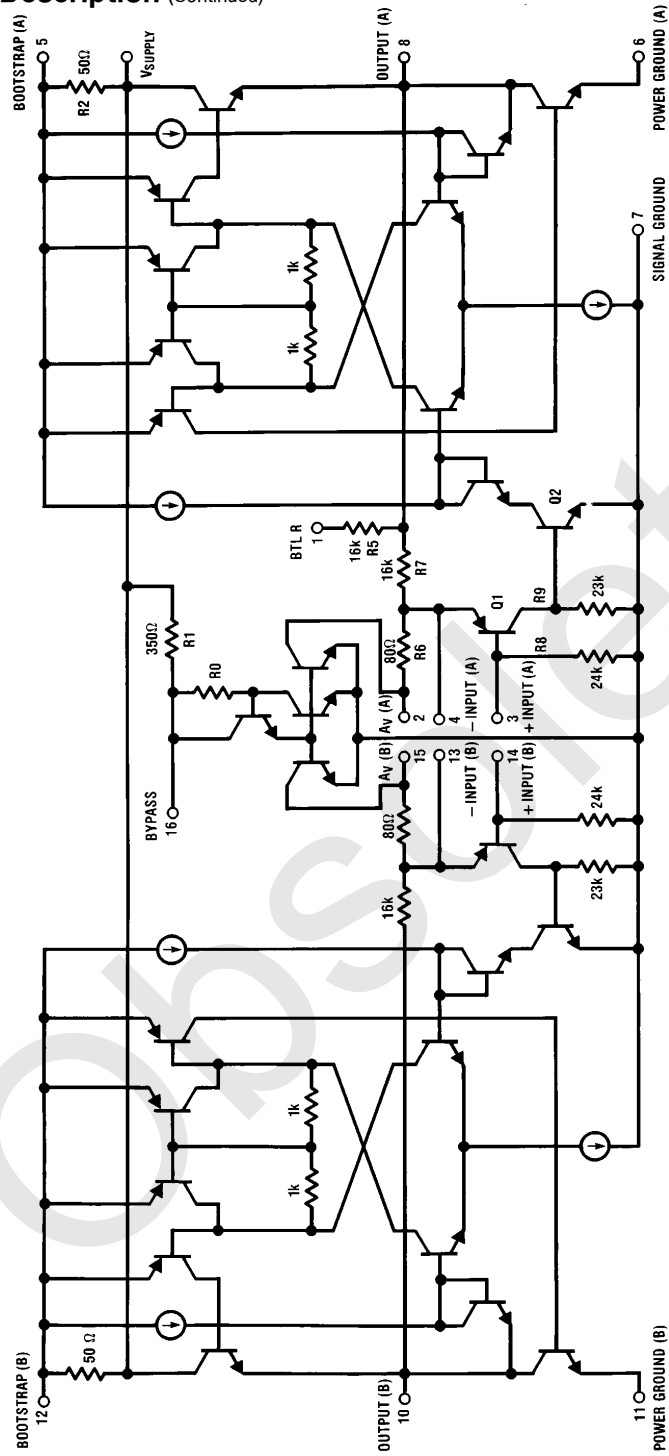 Description (Continued)
BOOTSTRAP (A)
5
R2
50Ω
VSUPPLY
OUTPUT (A)
8
6
POWER GROUND (A)
1k
1k
7
SIGNAL GROUND
BTL R
1
16k
R5
16k
R7
Q2
350Ω
R1
R0
BYPASS
16
80Ω
R6
Av (A)
2
4
– INPUT (A)
3
+ INPUT (A)
Q1
R9
R8
23k
24k
Av (B)
15
13
– INPUT (B)
14
+ INPUT (B)
80Ω
16k
24k
23k
1k
1k
BOOTSTRAP (B)
12
50 Ω
OUTPUT (B)
10
11
POWER GROUND (B)
Obsolet